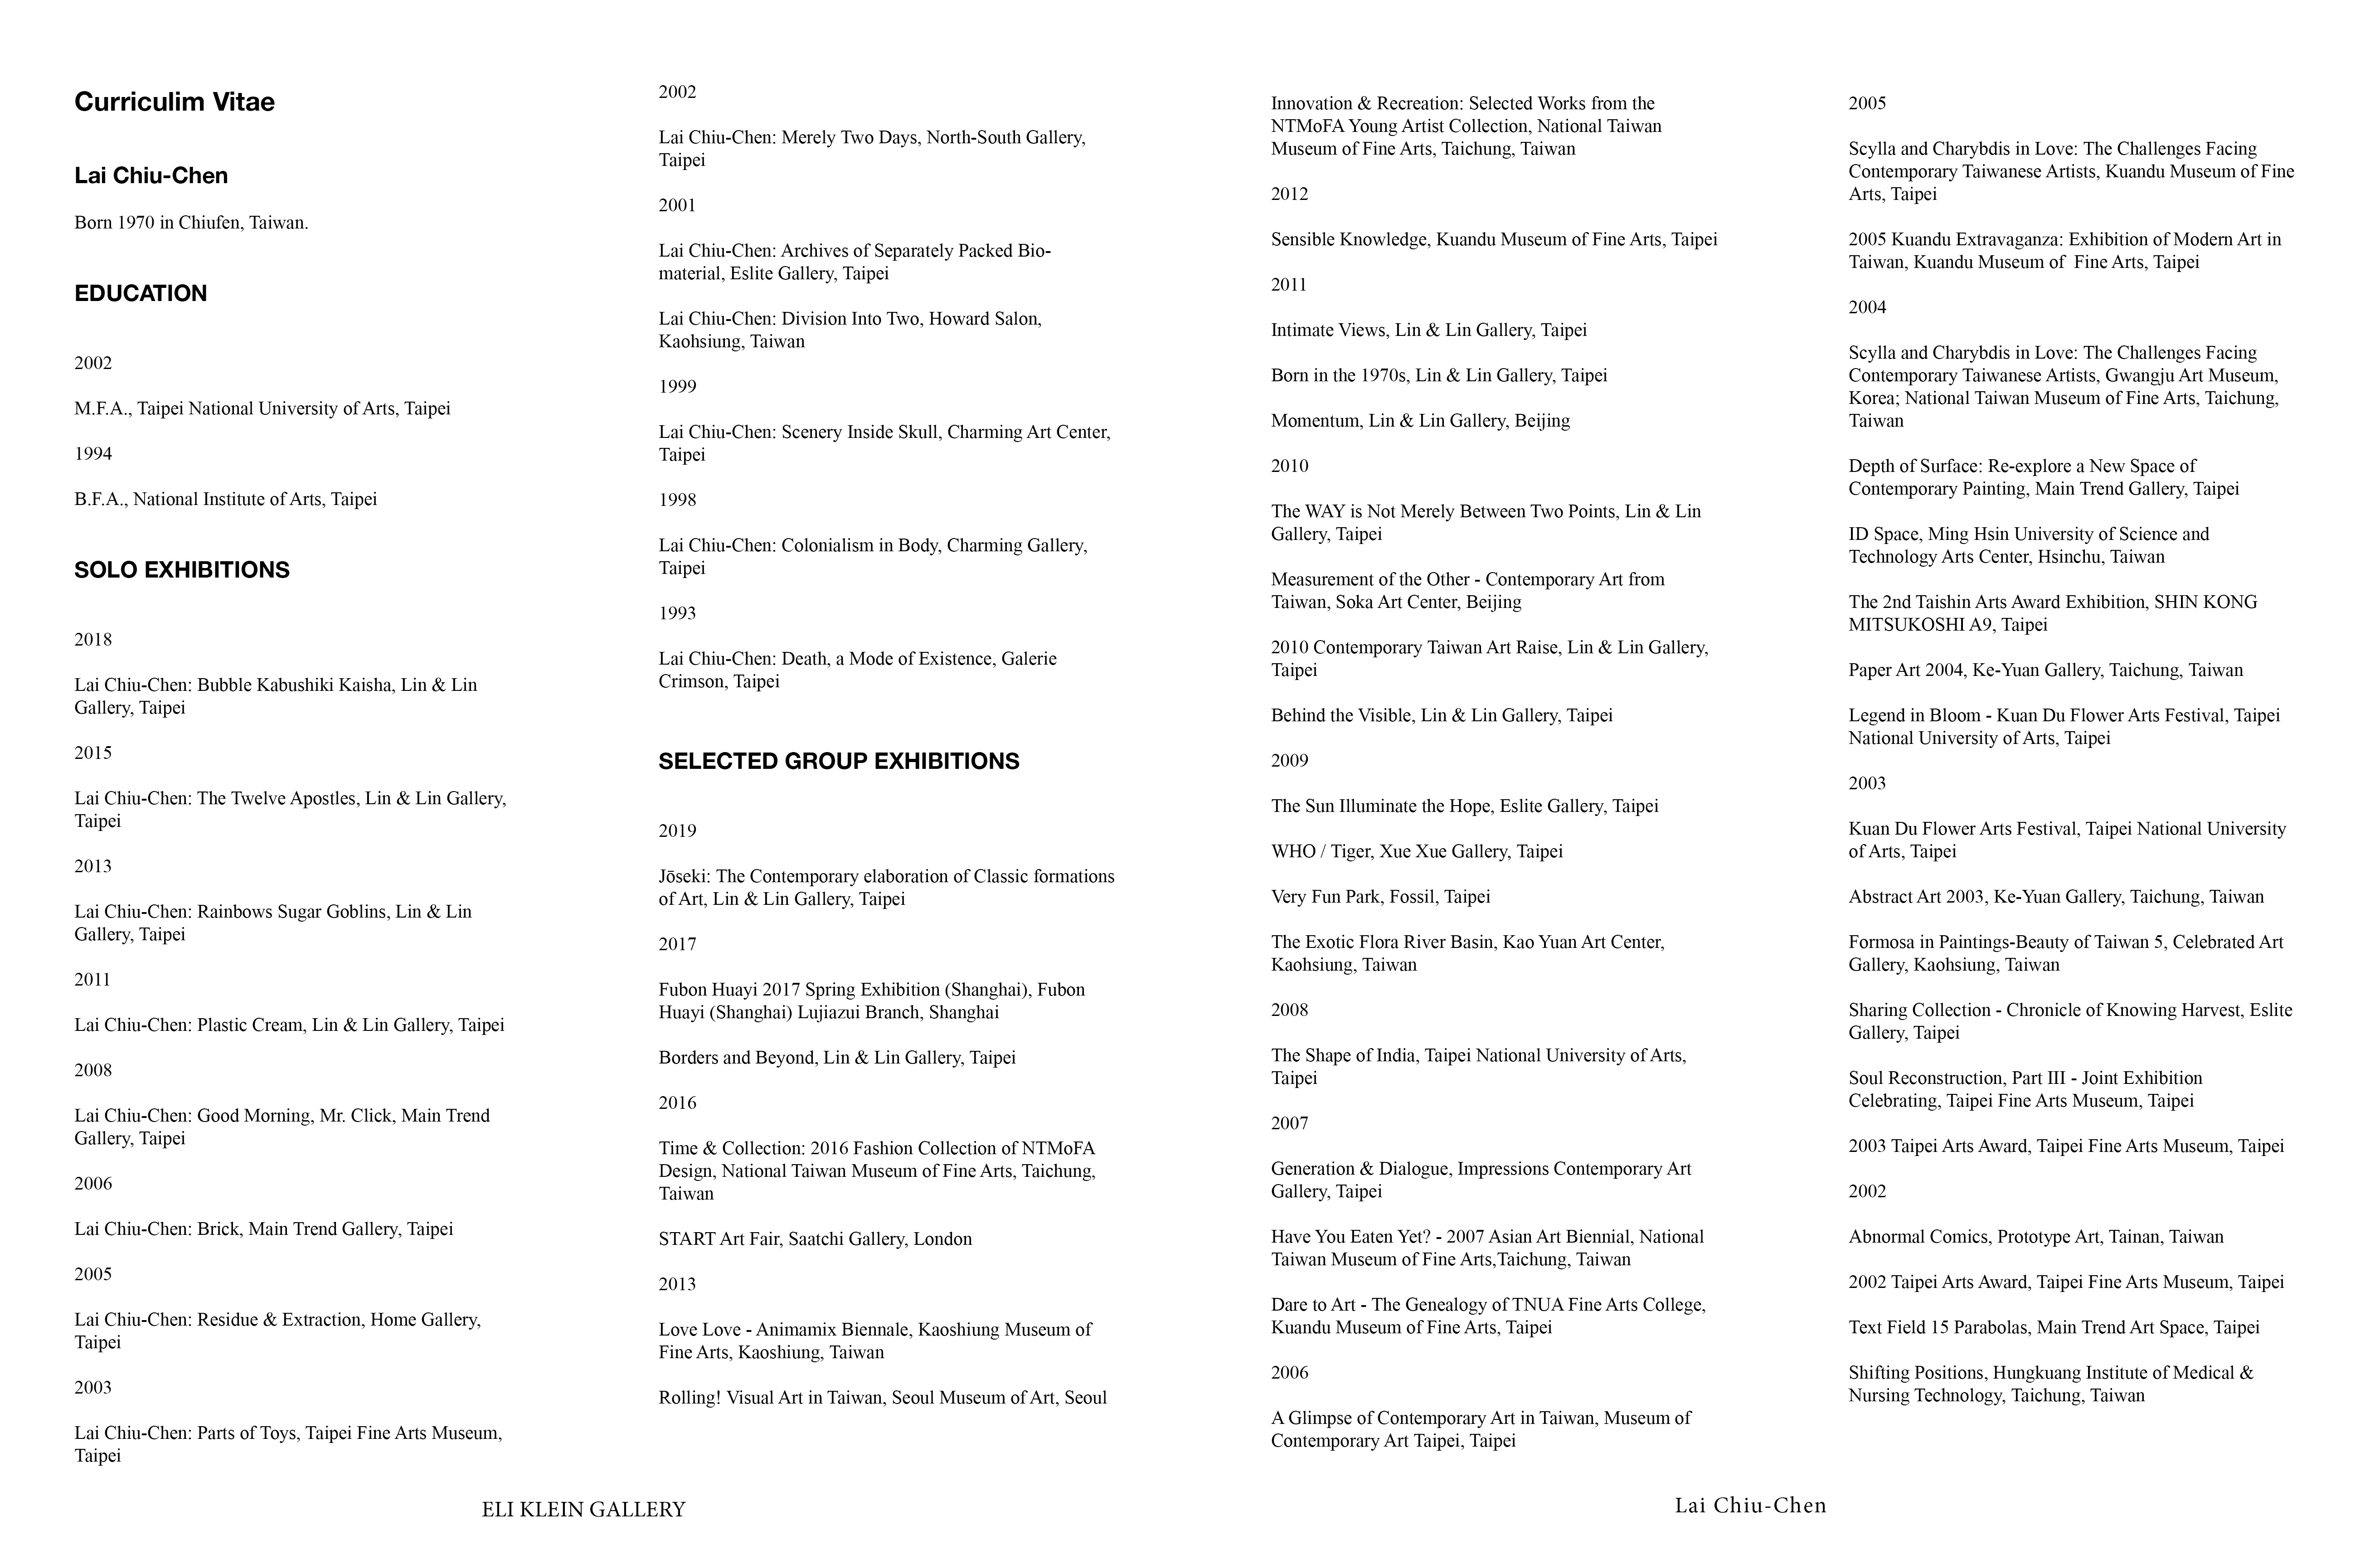 Curriculim Vitae
Lai Chiu-Chen
Born 1970 in Chiufen, Taiwan.
EDUCATION
2002
M.F.A., Taipei National University of Arts, Taipei
1994
B.F.A., National Institute of Arts, Taipei
SOLO EXHIBITIONS
2018
Lai Chiu-Chen: Bubble Kabushiki Kaisha, Lin & Lin
Gallery, Taipei
2015
Lai Chiu-Chen: The Twelve Apostles, Lin & Lin Gallery,
Taipei
2013
Lai Chiu-Chen: Rainbows Sugar Goblins, Lin & Lin
Gallery, Taipei
2011
Lai Chiu-Chen: Plastic Cream, Lin & Lin Gallery, Taipei
2008
Lai Chiu-Chen: Good Morning, Mr. Click, Main Trend
Gallery, Taipei
2006
Lai Chiu-Chen: Brick, Main Trend Gallery, Taipei
2005
Lai Chiu-Chen: Residue & Extraction, Home Gallery,
Taipei
2003
Lai Chiu-Chen: Parts of Toys, Taipei Fine Arts Museum,
Taipei
2002
Lai Chiu-Chen: Merely Two Days, North-South Gallery,
Taipei
2001
Lai Chiu-Chen: Archives of Separately Packed Bio-
material, Eslite Gallery, Taipei
Lai Chiu-Chen: Division Into Two, Howard Salon,
Kaohsiung, Taiwan
1999
Lai Chiu-Chen: Scenery Inside Skull, Charming Art Center,
Taipei
1998
Lai Chiu-Chen: Colonialism in Body, Charming Gallery,
Taipei
1993
Lai Chiu-Chen: Death, a Mode of Existence, Galerie
Crimson, Taipei
SELECTED GROUP EXHIBITIONS
2019
Jōseki: The Contemporary elaboration of Classic formations
of Art, Lin & Lin Gallery, Taipei
2017
Fubon Huayi 2017 Spring Exhibition (Shanghai), Fubon
Huayi (Shanghai) Lujiazui Branch, Shanghai
Borders and Beyond, Lin & Lin Gallery, Taipei
2016
Time & Collection: 2016 Fashion Collection of NTMoFA
Design, National Taiwan Museum of Fine Arts, Taichung,
Taiwan
START Art Fair, Saatchi Gallery, London
2013
Love Love - Animamix Biennale, Kaoshiung Museum of
Fine Arts, Kaoshiung, Taiwan
Rolling! Visual Art in Taiwan, Seoul Museum of Art, Seoul
ELI KLEIN GALLERY
Innovation & Recreation: Selected Works from the
NTMoFA Young Artist Collection, National Taiwan
Museum of Fine Arts, Taichung, Taiwan
2012
Sensible Knowledge, Kuandu Museum of Fine Arts, Taipei
2011
Intimate Views, Lin & Lin Gallery, Taipei
Born in the 1970s, Lin & Lin Gallery, Taipei
Momentum, Lin & Lin Gallery, Beijing
2010
The WAY is Not Merely Between Two Points, Lin & Lin
Gallery, Taipei
Measurement of the Other - Contemporary Art from
Taiwan, Soka Art Center, Beijing
2010 Contemporary Taiwan Art Raise, Lin & Lin Gallery,
Taipei
Behind the Visible, Lin & Lin Gallery, Taipei
2009
The Sun Illuminate the Hope, Eslite Gallery, Taipei
WHO / Tiger, Xue Xue Gallery, Taipei
Very Fun Park, Fossil, Taipei
The Exotic Flora River Basin, Kao Yuan Art Center,
Kaohsiung, Taiwan
2008
The Shape of India, Taipei National University of Arts,
Taipei
2007
Generation & Dialogue, Impressions Contemporary Art
Gallery, Taipei
Have You Eaten Yet? - 2007 Asian Art Biennial, National
Taiwan Museum of Fine Arts,Taichung, Taiwan
Dare to Art - The Genealogy of TNUA Fine Arts College,
Kuandu Museum of Fine Arts, Taipei
2006
A Glimpse of Contemporary Art in Taiwan, Museum of
Contemporary Art Taipei, Taipei
2005
Scylla and Charybdis in Love: The Challenges Facing
Contemporary Taiwanese Artists, Kuandu Museum of Fine
Arts, Taipei
2005 Kuandu Extravaganza: Exhibition of Modern Art in
Taiwan, Kuandu Museum of Fine Arts, Taipei
2004
Scylla and Charybdis in Love: The Challenges Facing
Contemporary Taiwanese Artists, Gwangju Art Museum,
Korea; National Taiwan Museum of Fine Arts, Taichung,
Taiwan
Depth of Surface: Re-explore a New Space of
Contemporary Painting, Main Trend Gallery, Taipei
ID Space, Ming Hsin University of Science and
Technology Arts Center, Hsinchu, Taiwan
The 2nd Taishin Arts Award Exhibition, SHIN KONG
MITSUKOSHI A9, Taipei
Paper Art 2004, Ke-Yuan Gallery, Taichung, Taiwan
Legend in Bloom - Kuan Du Flower Arts Festival, Taipei
National University of Arts, Taipei
2003
Kuan Du Flower Arts Festival, Taipei National University
of Arts, Taipei
Abstract Art 2003, Ke-Yuan Gallery, Taichung, Taiwan
Formosa in Paintings-Beauty of Taiwan 5, Celebrated Art
Gallery, Kaohsiung, Taiwan
Sharing Collection - Chronicle of Knowing Harvest, Eslite
Gallery, Taipei
Soul Reconstruction, Part III - Joint Exhibition
Celebrating, Taipei Fine Arts Museum, Taipei
2003 Taipei Arts Award, Taipei Fine Arts Museum, Taipei
2002
Abnormal Comics, Prototype Art, Tainan, Taiwan
2002 Taipei Arts Award, Taipei Fine Arts Museum, Taipei
Text Field 15 Parabolas, Main Trend Art Space, Taipei
Shifting Positions, Hungkuang Institute of Medical &
Nursing Technology, Taichung, Taiwan
Lai Chiu-Chen